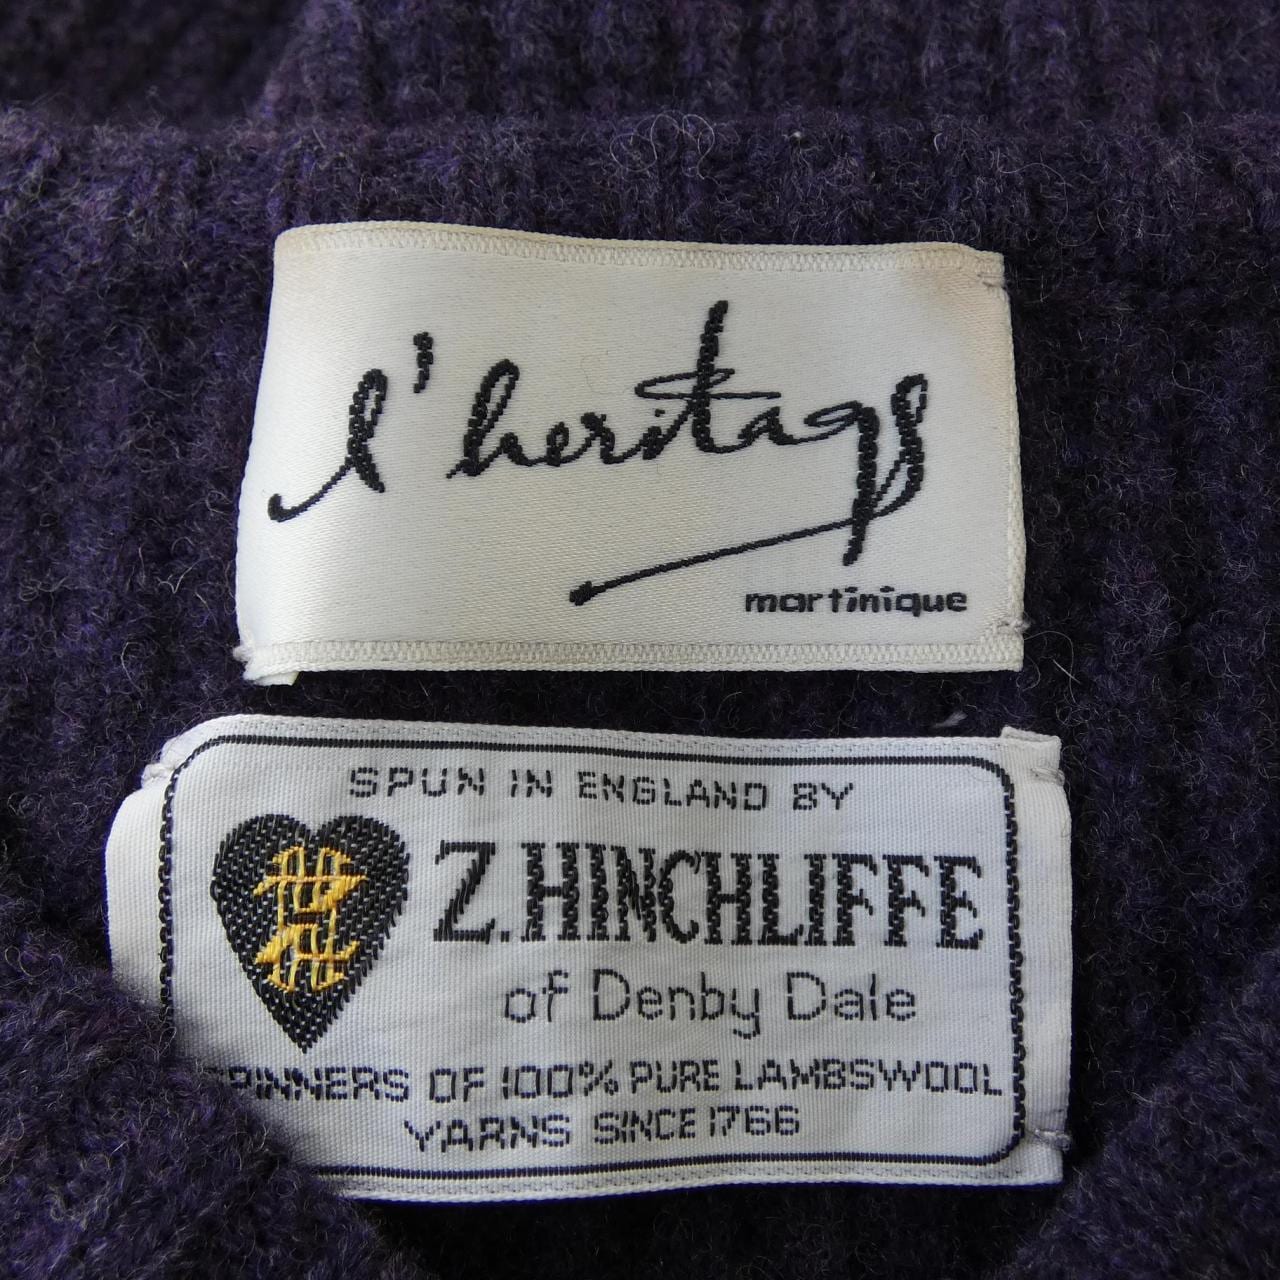 l'heritage
martinique
SPUN IN ENGLAND BY
Z.HINCHLIFFE
of Denby Dale
SPINNERS OF 100% PURE LAMBSWOOL
YARNS SINCE 1766